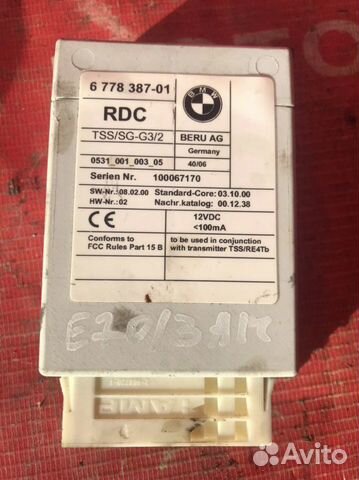 6 778 387-01
BMW
RDC
TSS/SG-G3/2
BERU AG
Germany
0531_001_003_05
40/06
Serien Nr. 100067170
SW-Nr.:08.02.00 Standard-Core: 03.10.00
HW-Nr.:02 Nachr.katalog: 00.12.38
CE
12VDC
<100mA
Conforms to
FCC Rules Part 15 B
to be used in conjunction
with transmitter TSS/RE4Tb
Avito